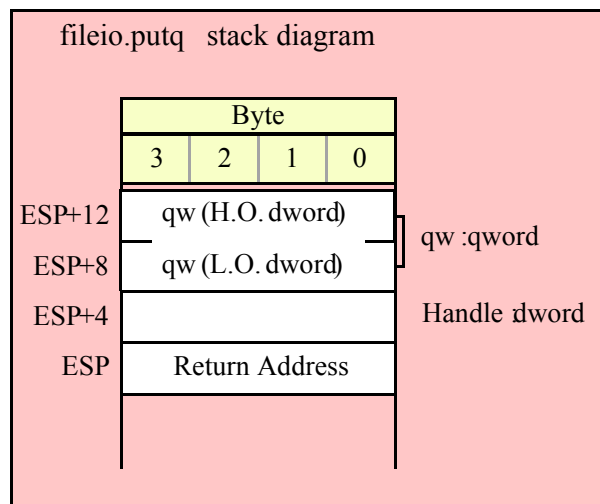 fileio.putq stack diagram
Byte
3 2 1 0
ESP+12 qw (H.O. dword)
qw :qword
ESP+8 qw (L.O. dword)
ESP+4 Handle :dword
ESP Return Address